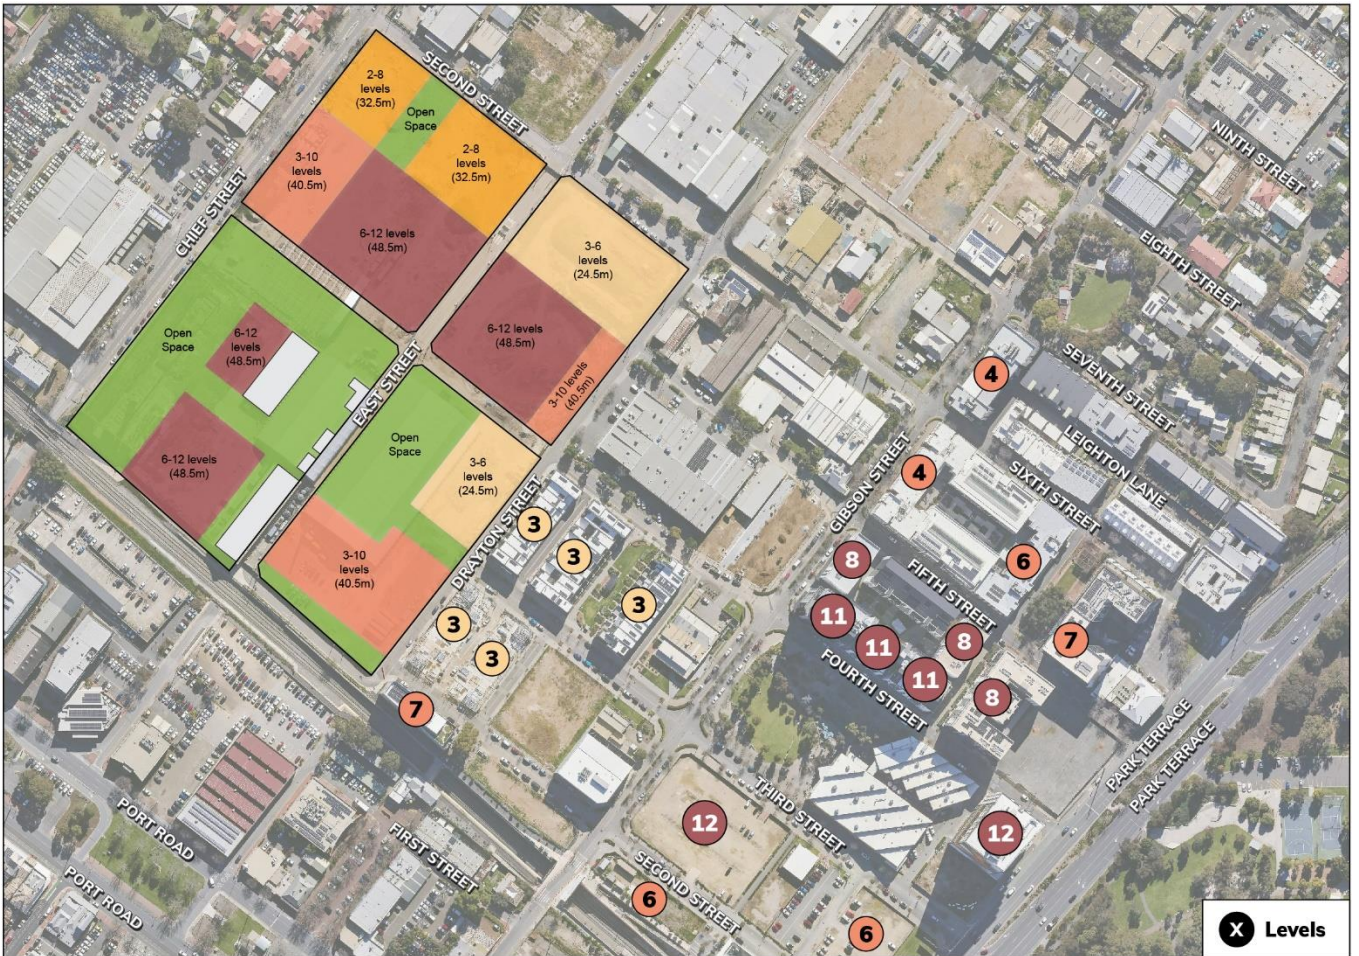 SECOND STREET
2-8
levels
(32.5m)
Open
Space
2-8
levels
(32.5m)
3-10
levels
(40.5m)
6-12 levels
(48.5m)
CHIEF STREET
3-6
levels
(24.5m)
6-12 levels
(48.5m)
3-10 levels
(40.5m)
Open
Space
6-12
levels
(48.5m)
6-12 levels
(48.5m)
EAST STREET
Open
Space
3-6
levels
(24.5m)
3-10
levels
(40.5m)
DRAYTON STREET
NINTH STREET
EIGHTH STREET
SEVENTH STREET
LEIGHTON LANE
SIXTH STREET
GIBSON STREET
FIFTH STREET
FOURTH STREET
4
4
6
3
3
3
3
3
7
8
11
11
11
8
8
7
PARK TERRACE
PARK TERRACE
THIRD STREET
12
12
SECOND STREET
6
6
PORT ROAD
PORT ROAD
FIRST STREET
X Levels